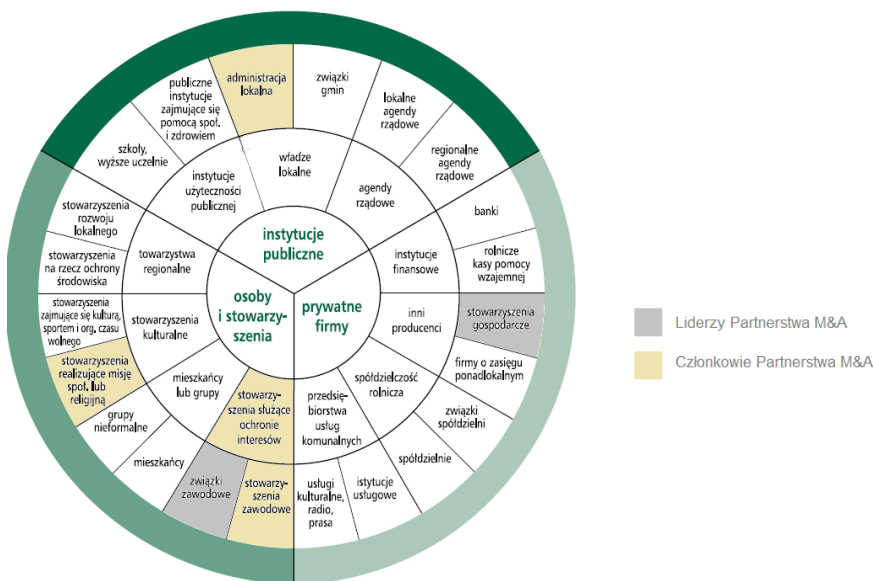 publiczne
instytucje
zajmujące się
pomocą społ.
i zdrowiem
administracja
lokalna
związki
gmin
lokalne
agendy
rządowe
regionalne
agendy
rządowe
szkoły,
wyższe uczelnie
instytucje
użyteczności
publicznej
władze
lokalne
agendy
rządowe
stowarzyszenia
rozwoju
lokalnego
banki
instytucje
publiczne
stowarzyszenia
na rzecz ochrony
środowiska
towarzystwa
regionalne
instytucje
finansowe
rolnicze
kasy pomocy
wzajemnej
osoby
i stowarzy-
szenia
prywatne
firmy
stowarzyszenia
zajmujące się kulturą,
sportem i org. czasu
wolnego
stowarzyszenia
kulturalne
inni
producenci
stowarzyszenia
gospodarcze
Liderzy Partnerstwa M&A
Członkowie Partnerstwa M&A
stowarzyszenia
realizujące misję
społ. lub
religijną
mieszkańcy
lub grupy
stowarzy-
szenia służące
ochronie
interesów
przedsię-
biorstwa
usług
komunalnych
spółdzielczość
rolnicza
firmy o zasięgu
ponadlokalnym
grupy
nieformalne
związki
spółdzielni
mieszkańcy
spółdzielnie
związki
zawodowe
stowarzy-
szenia
zawodowe
usługi
kulturalne,
radio,
prasa
istytucje
usługowe